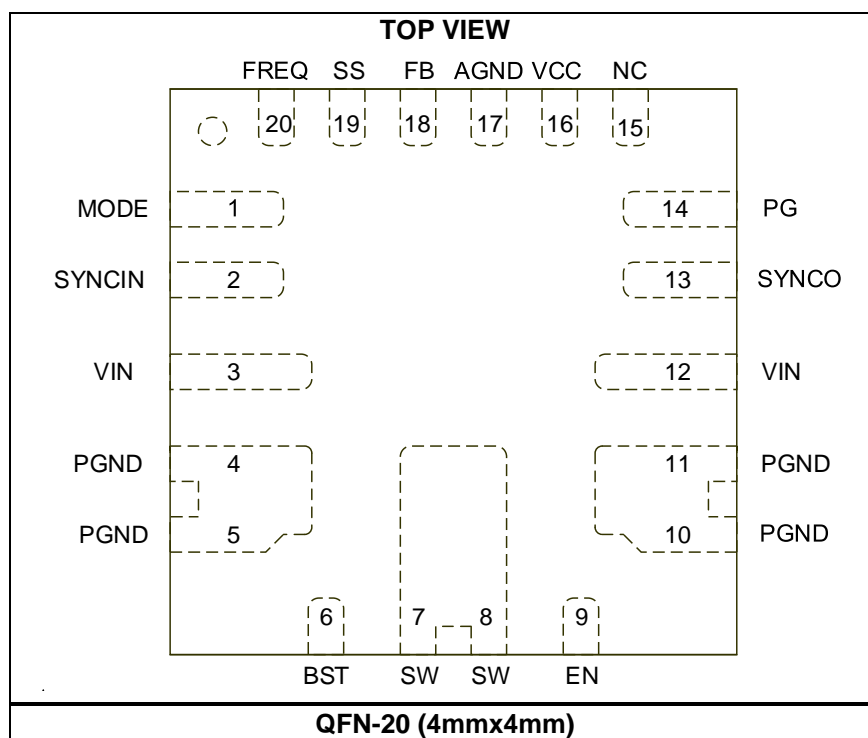 TOP VIEW
FREQ SS FB AGND VCC NC
20 19 18 17 16 15
MODE 1 14 PG
SYNCIN 2 13 SYNCO
VIN 3 12 VIN
PGND 4 11 PGND
PGND 5 10 PGND
6 7 8 9
BST SW SW EN
QFN-20 (4mmx4mm)